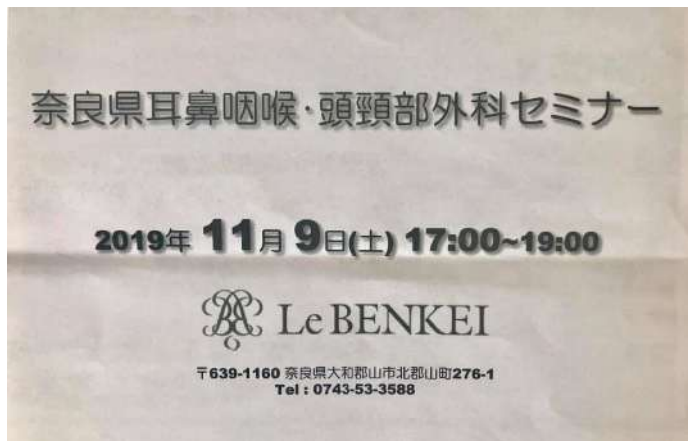 奈良県耳鼻咽喉・頭頸部外科セミナー
2019年 11月 9日(土) 17:00~19:00
Le BENKEI
〒639-1160 奈良県大和郡山市北郡山町276-1
Tel : 0743-53-3588